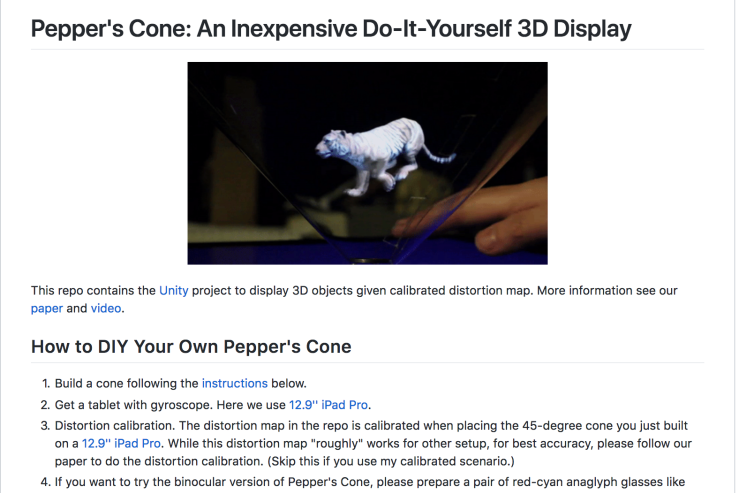 Pepper's Cone: An Inexpensive Do-It-Yourself 3D Display
This repo contains the Unity project to display 3D objects given calibrated distortion map. More information see our
paper and video.
How to DIY Your Own Pepper's Cone
1. Build a cone following the instructions below.
2. Get a tablet with gyroscope. Here we use 12.9'' iPad Pro.
3. Distortion calibration. The distortion map in the repo is calibrated when placing the 45-degree cone you just built
on a 12.9'' iPad Pro. While this distortion map "roughly" works for other setup, for best accuracy, please follow our
paper to do the distortion calibration. (Skip this if you use my calibrated scenario.)
4. If you want to try the binocular version of Pepper's Cone, please prepare a pair of red-cyan anaglyph glasses like